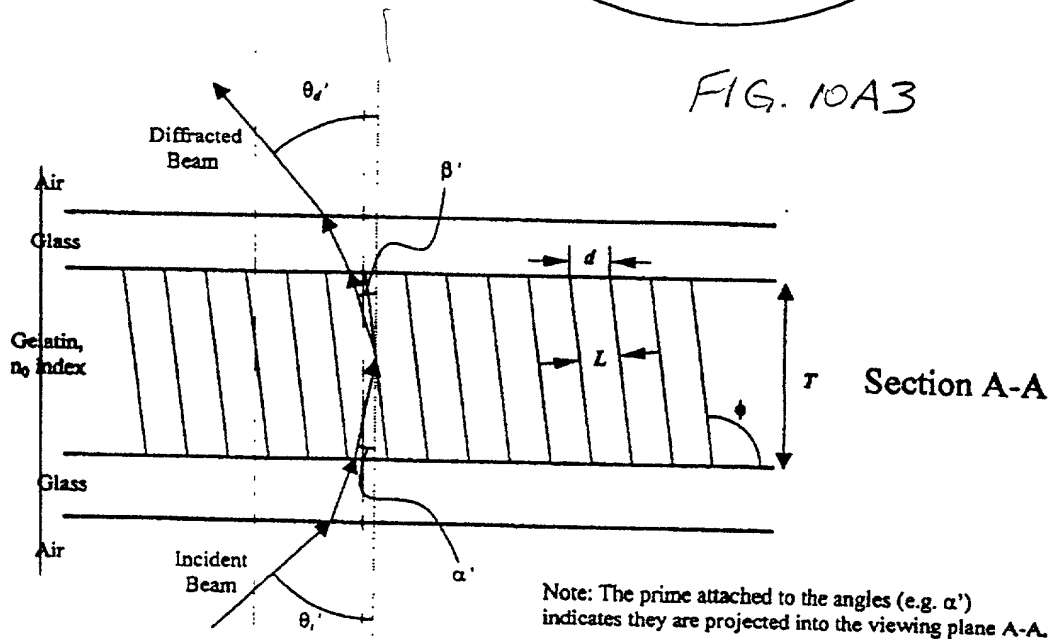 FIG. 10A3
θd'
Diffracted
Beam
β'
Air
Glass
d
Gelatin,
n0 index
L
T
Section A-A
ϕ
Glass
Air
Incident
Beam
α'
θi'
Note: The prime attached to the angles (e.g. α')
indicates they are projected into the viewing plane A-A.